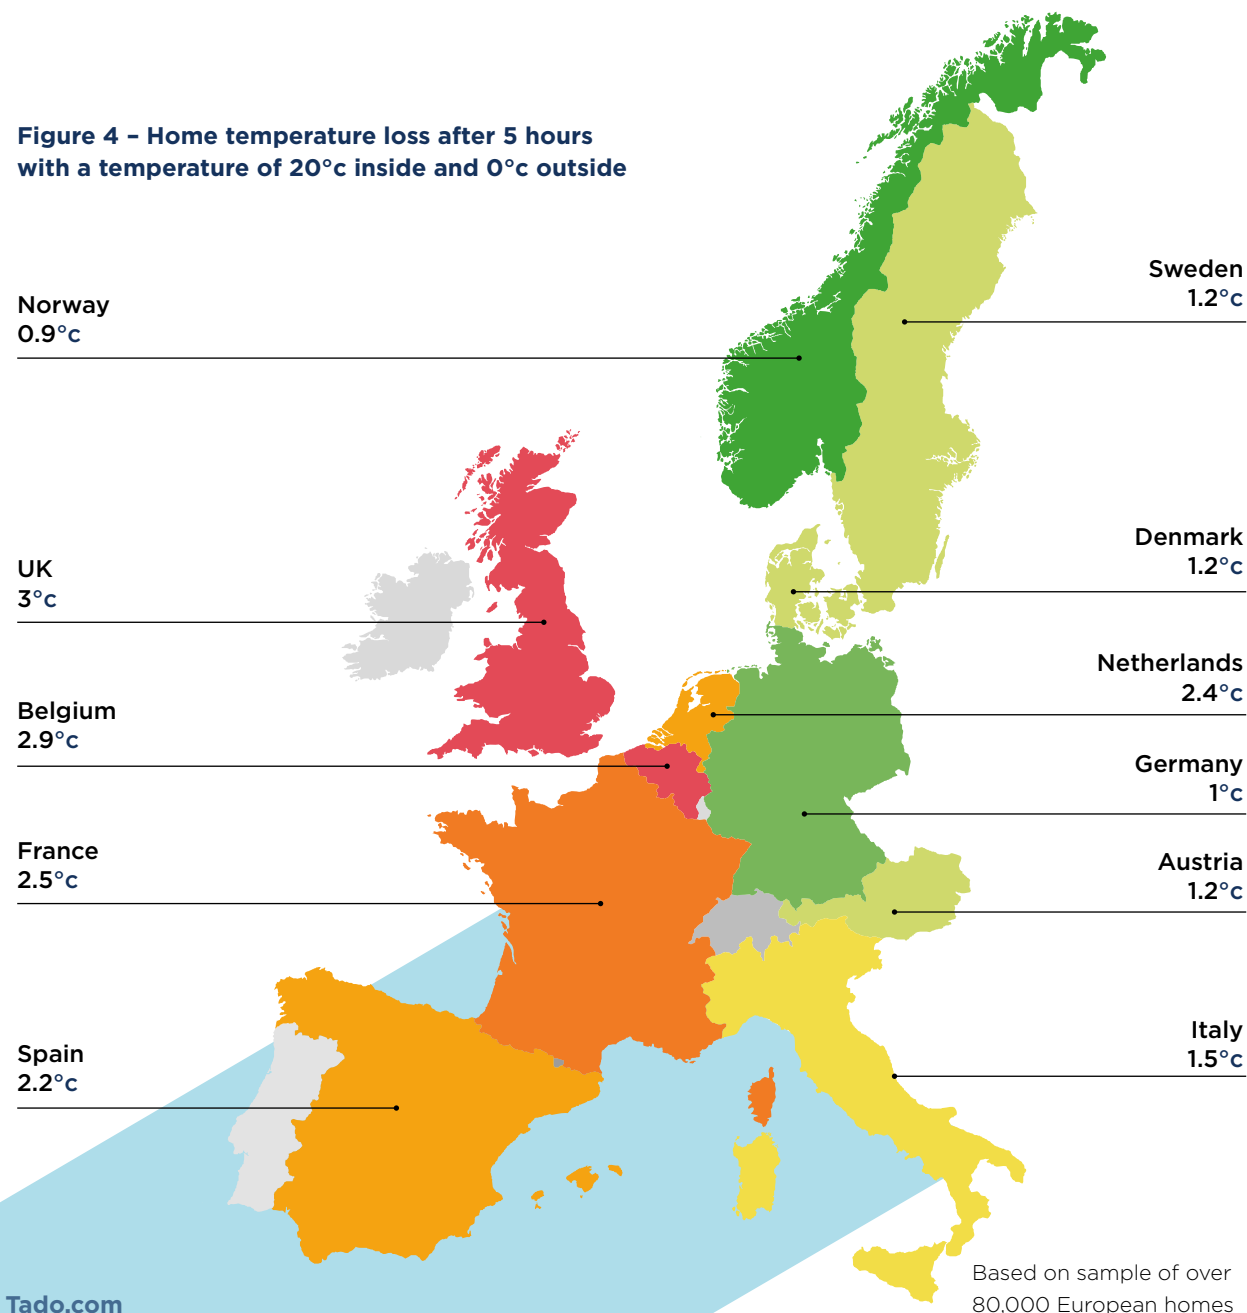 Figure 4 – Home temperature loss after 5 hours
with a temperature of 20°c inside and 0°c outside
Norway
0.9°c
Sweden
1.2°c
UK
3°c
Denmark
1.2°c
Netherlands
2.4°c
Belgium
2.9°c
Germany
1°c
France
2.5°c
Austria
1.2°c
Spain
2.2°c
Italy
1.5°c
Based on sample of over
80,000 European homes
Tado.com